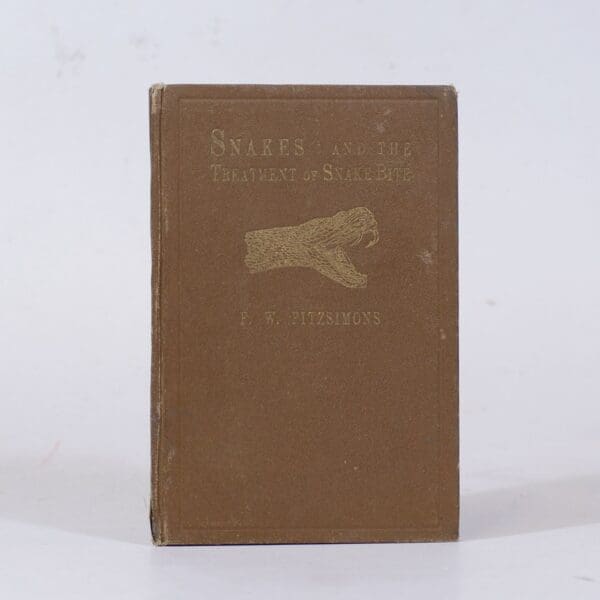 SNAKES AND THE
TREATMENT OF SNAKE BITE
F. W. FITZSIMONS